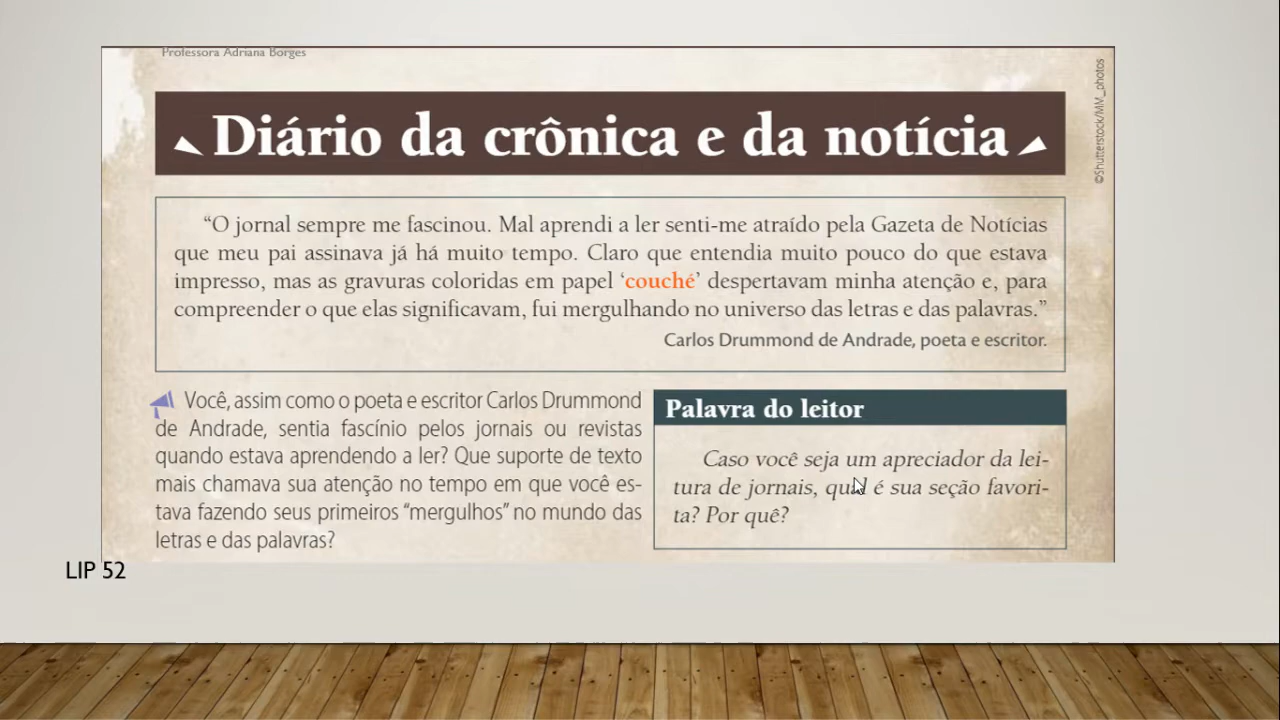 Professora Adriana Borges
©Shutterstock/MM_photos
Diário da crônica e da notícia
“O jornal sempre me fascinou. Mal aprendi a ler senti-me atraído pela Gazeta de Notícias
que meu pai assinava já há muito tempo. Claro que entendia muito pouco do que estava
impresso, mas as gravuras coloridas em papel ‘couché’ despertavam minha atenção e, para
compreender o que elas significavam, fui mergulhando no universo das letras e das palavras.”
Carlos Drummond de Andrade, poeta e escritor.
Você, assim como o poeta e escritor Carlos Drummond
de Andrade, sentia fascínio pelos jornais ou revistas
quando estava aprendendo a ler? Que suporte de texto
mais chamava sua atenção no tempo em que você es-
tava fazendo seus primeiros “mergulhos” no mundo das
letras e das palavras?
Palavra do leitor
Caso você seja um apreciador da lei-
tura de jornais, qual é sua seção favori-
ta? Por quê?
LIP 52